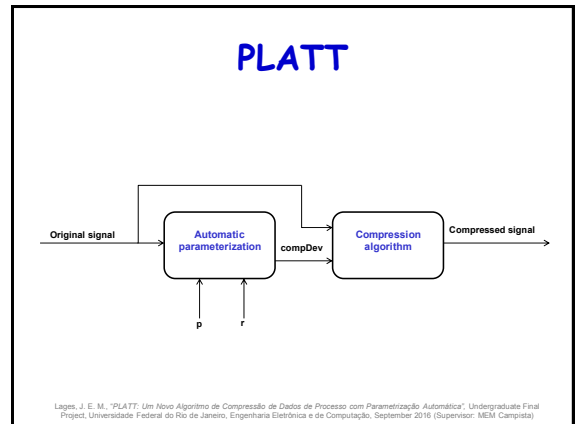 PLATT
Original signal
Automatic
parameterization
compDev
Compression
algorithm
Compressed signal
p
r
Lages, J. E. M., "PLATT: Um Novo Algoritmo de Compressão de Dados de Processo com Parametrização Automática", Undergraduate Final
Project, Universidade Federal do Rio de Janeiro, Engenharia Eletrônica e de Computação, September 2016 (Supervisor: MEM Campista)